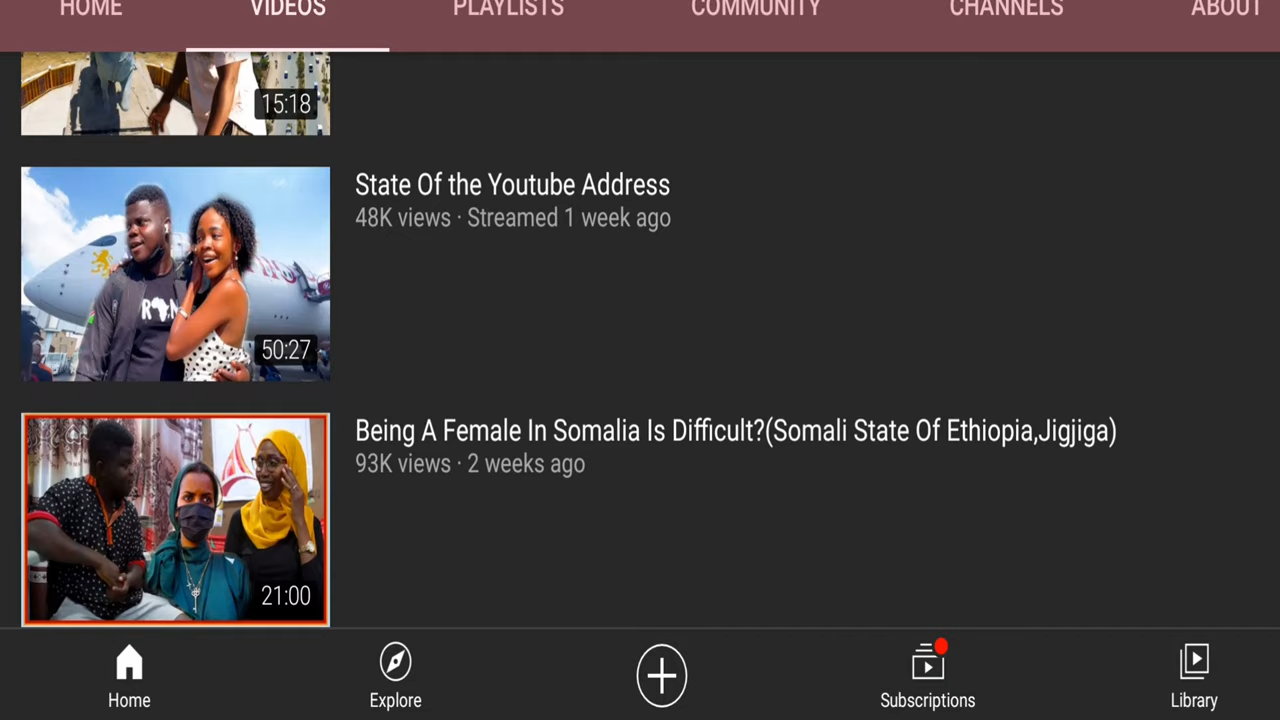 HOME
VIDEOS
PLAYLISTS
COMMUNITY
CHANNELS
ABOUT
15:18
State Of the Youtube Address
48K views · Streamed 1 week ago
50:27
Being A Female In Somalia Is Difficult?(Somali State Of Ethiopia,Jigjiga)
93K views · 2 weeks ago
21:00
Home
Explore
Subscriptions
Library